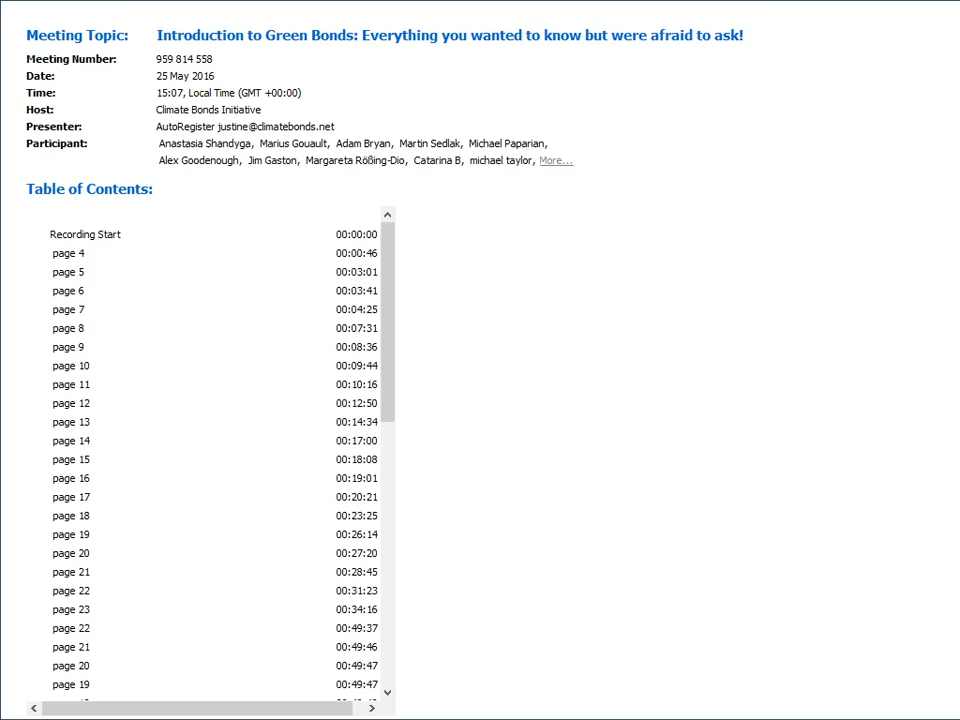 Meeting Topic: Introduction to Green Bonds: Everything you wanted to know but were afraid to ask!
Meeting Number: 959 814 558
Date: 25 May 2016
Time: 15:07, Local Time (GMT +00:00)
Host: Climate Bonds Initiative
Presenter: AutoRegister justine@climatebonds.net
Participant: Anastasia Shandyga, Marius Gouault, Adam Bryan, Martin Sedlak, Michael Paparian,
Alex Goodenough, Jim Gaston, Margareta Rößing-Dio, Catarina B, michael taylor, More...
Table of Contents:
Recording Start 00:00:00
page 4 00:00:46
page 5 00:03:01
page 6 00:03:41
page 7 00:04:25
page 8 00:07:31
page 9 00:08:36
page 10 00:09:44
page 11 00:10:16
page 12 00:12:50
page 13 00:14:34
page 14 00:17:00
page 15 00:18:08
page 16 00:19:01
page 17 00:20:21
page 18 00:23:25
page 19 00:26:14
page 20 00:27:20
page 21 00:28:45
page 22 00:31:23
page 23 00:34:16
page 22 00:49:37
page 21 00:49:46
page 20 00:49:47
page 19 00:49:47